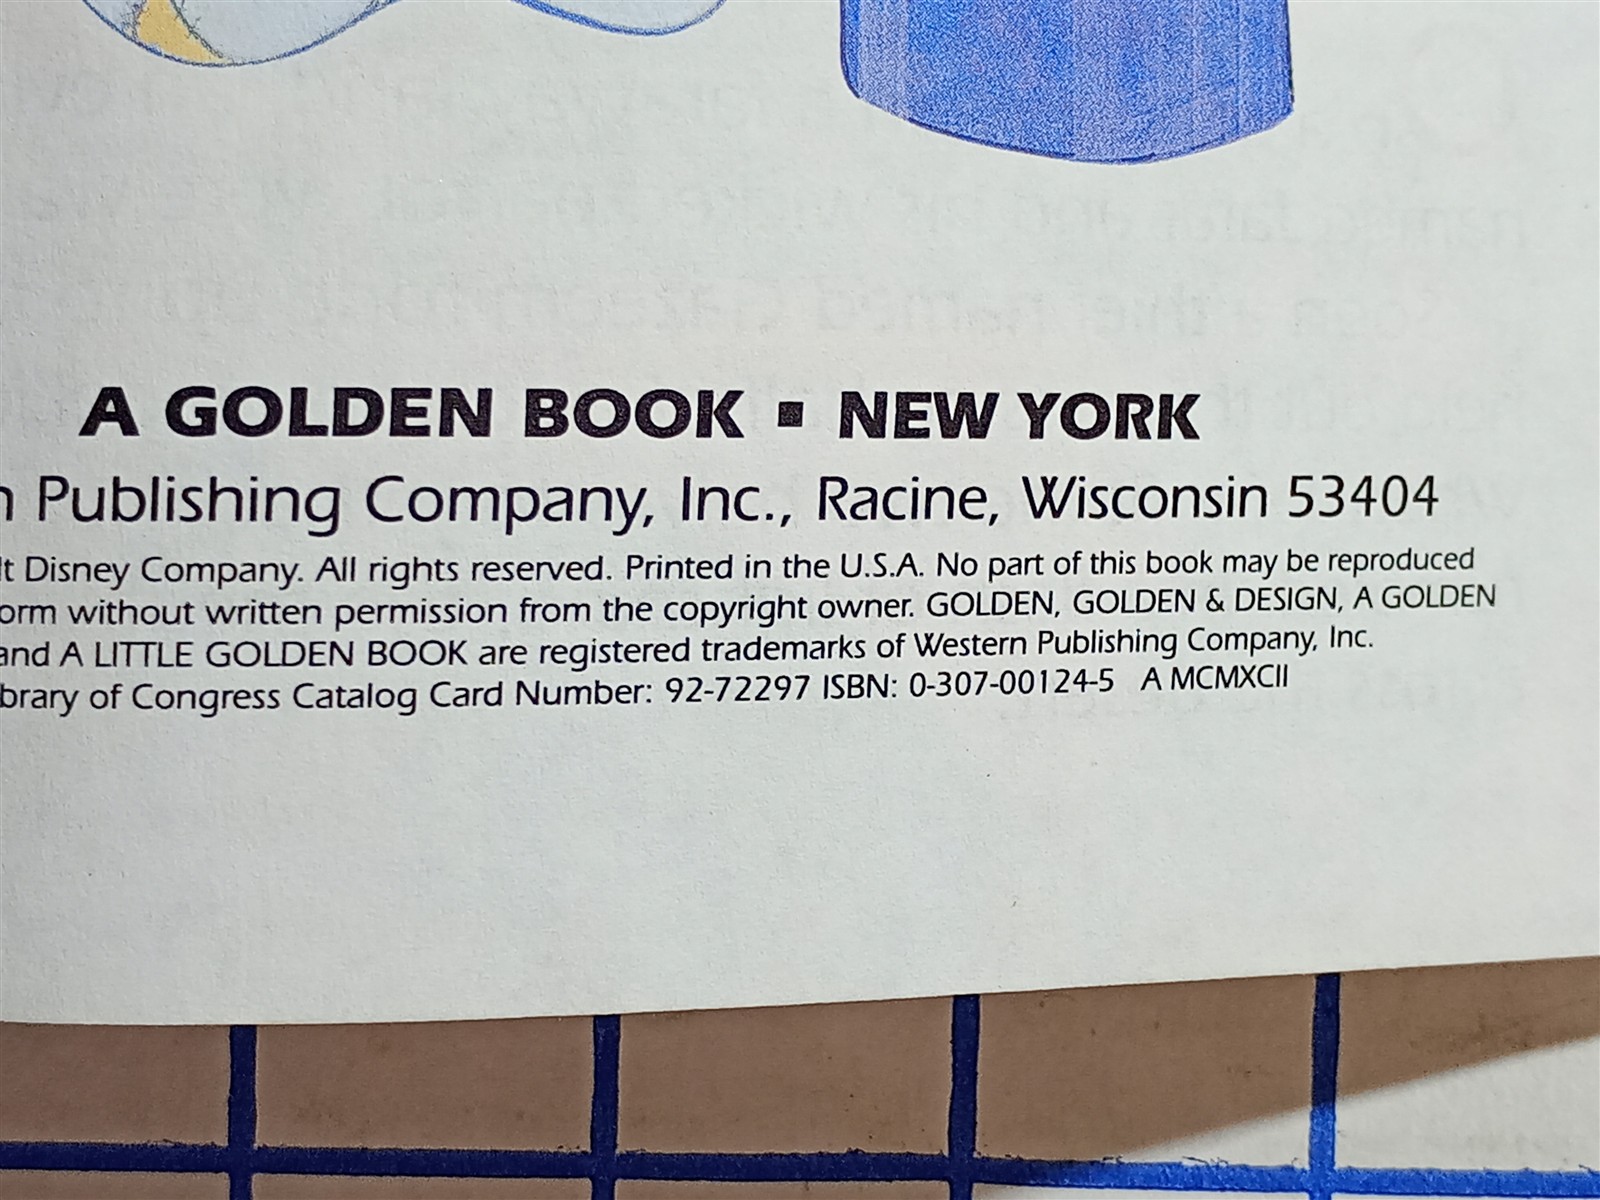 A GOLDEN BOOK ▪ NEW YORK
n Publishing Company, Inc., Racine, Wisconsin 53404
lt Disney Company. All rights reserved. Printed in the U.S.A. No part of this book may be reproduced
orm without written permission from the copyright owner. GOLDEN, GOLDEN & DESIGN, A GOLDEN
and A LITTLE GOLDEN BOOK are registered trademarks of Western Publishing Company, Inc.
brary of Congress Catalog Card Number: 92-72297 ISBN: 0-307-00124-5 A MCMXCII